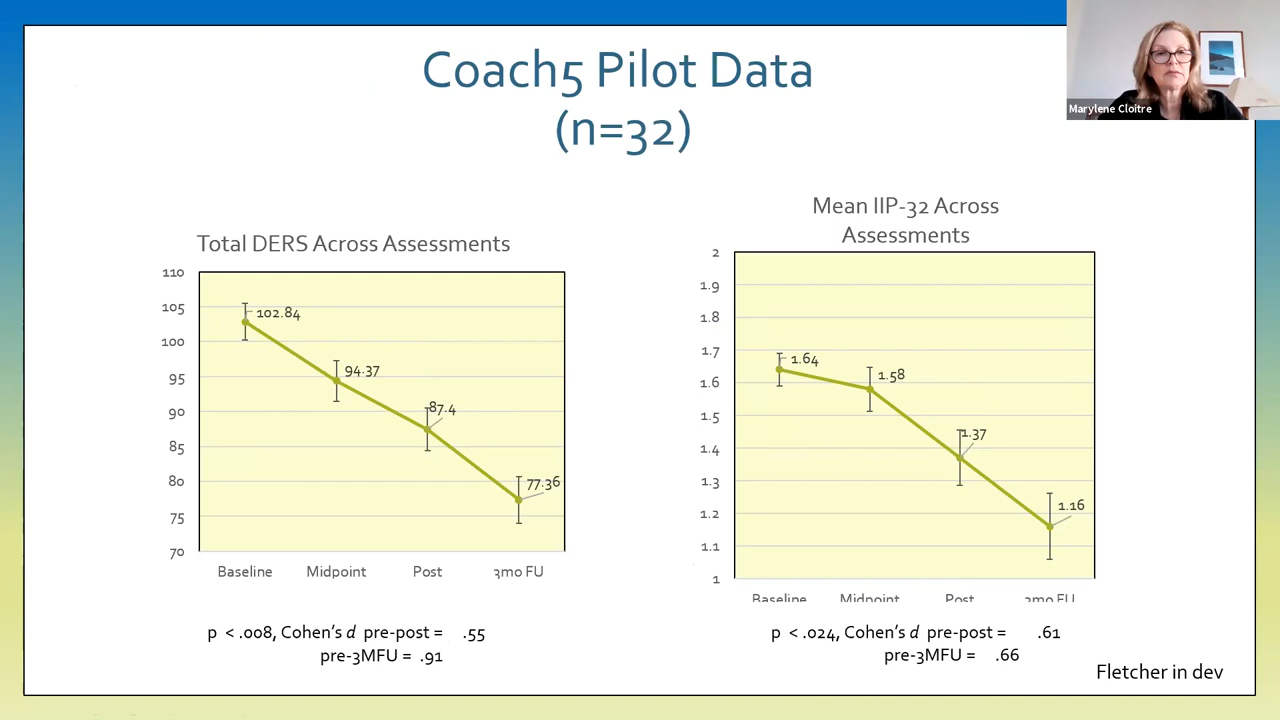 Coach5 Pilot Data
(n=32)
Marylene Cloitre
Total DERS Across Assessments
110
105
100
95
90
85
80
75
70
102.84
94.37
87.4
77.36
Baseline Midpoint Post 3mo FU
p < .008, Cohen's d pre-post = .55
pre-3MFU = .91
Mean IIP-32 Across
Assessments
2
1.9
1.8
1.7
1.6
1.5
1.4
1.3
1.2
1.1
1
1.64
1.58
1.37
1.16
Baseline Midpoint Post 3mo FU
p < .024, Cohen's d pre-post = .61
pre-3MFU = .66
Fletcher in dev